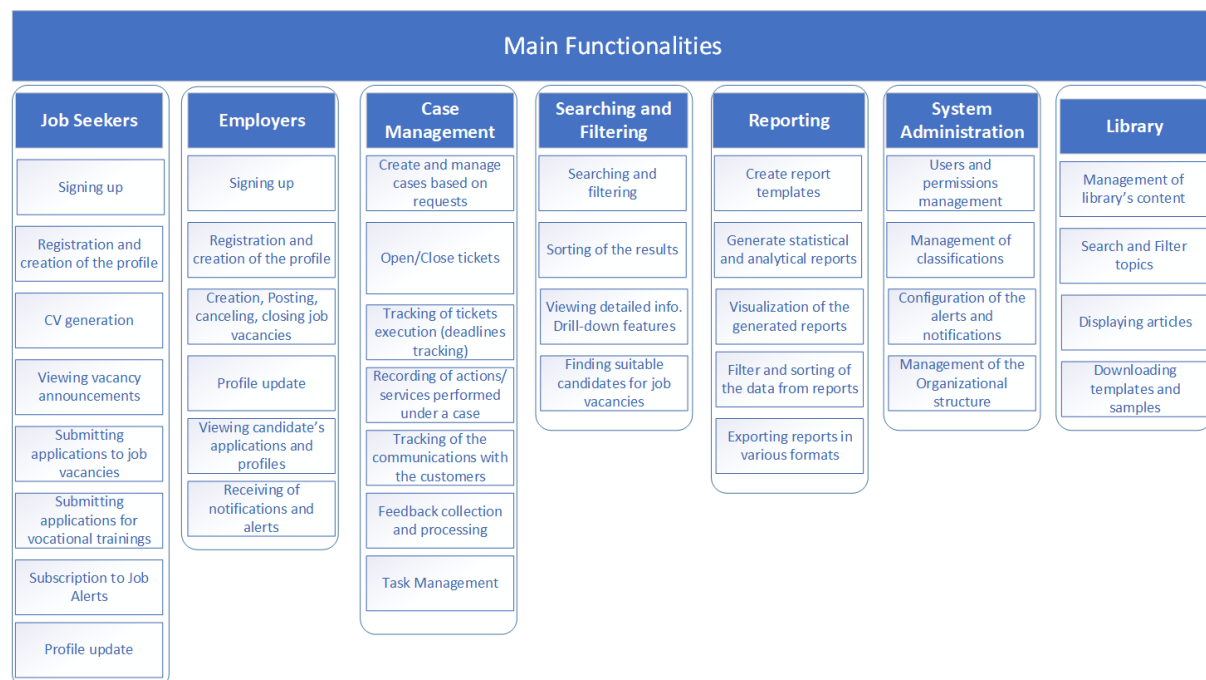 Main Functionalities
Job Seekers
Signing up
Registration and
creation of the profile
CV generation
Viewing vacancy
announcements
Submitting
applications to job
vacancies
Submitting
applications for
vocational trainings
Subscription to Job
Alerts
Profile update
Employers
Signing up
Registration and
creation of the profile
Creation, Posting,
canceling, closing job
vacancies
Profile update
Viewing candidate's
applications and
profiles
Receiving of
notifications and
alerts
Case
Management
Create and manage
cases based on
requests
Open/Close tickets
Tracking of tickets
execution (deadlines
tracking)
Recording of actions/
services performed
under a case
Tracking of the
communications with
the customers
Feedback collection
and processing
Task Management
Searching and
Filtering
Searching and
filtering
Sorting of the results
Viewing detailed info.
Drill-down features
Finding suitable
candidates for job
vacancies
Reporting
Create report
templates
Generate statistical
and analytical reports
Visualization of the
generated reports
Filter and sorting of
the data from reports
Exporting reports in
various formats
System
Administration
Users and
permissions
management
Management of
classifications
Configuration of the
alerts and
notifications
Management of the
Organizational
structure
Library
Management of
library's content
Search and Filter
topics
Displaying articles
Downloading
templates and
samples